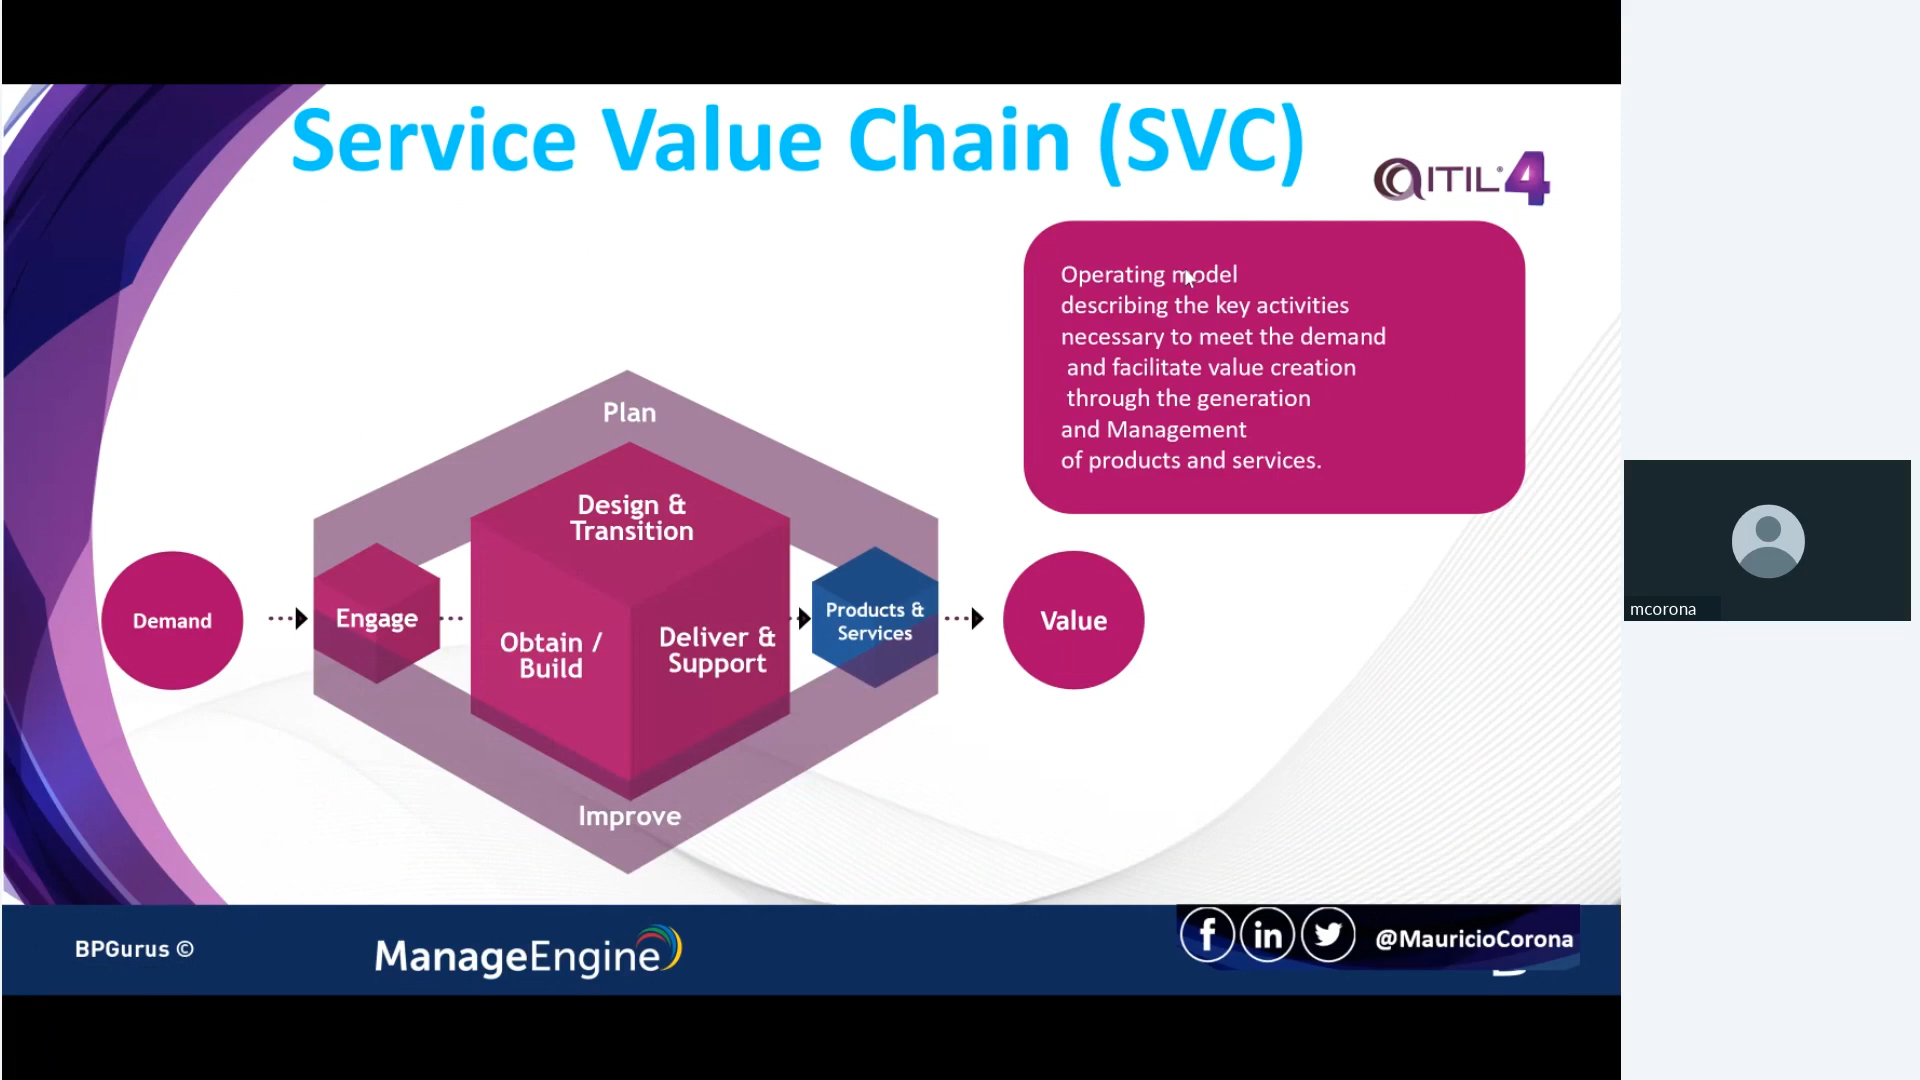 Service Value Chain (SVC)
ITIL® 4
Operating model
describing the key activities
necessary to meet the demand
and facilitate value creation
through the generation
and Management
of products and services.
Plan
Design &
Transition
Demand
Engage
Obtain /
Build
Deliver &
Support
Products &
Services
Value
Improve
mcorona
BPGurus ©
ManageEngine
f
in
@MauricioCorona